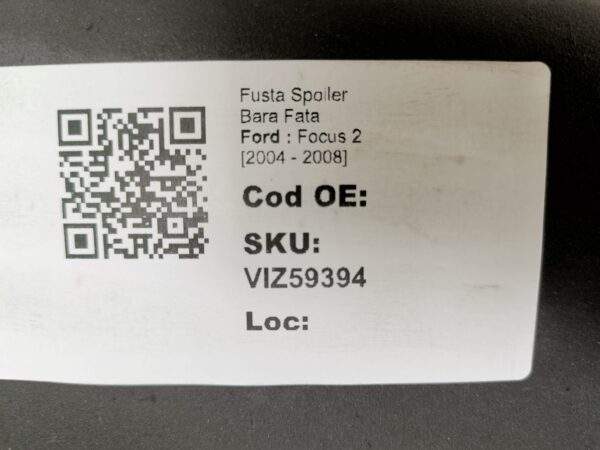 Fusta Spoiler
Bara Fata
Ford : Focus 2
[2004 - 2008]
Cod OE:
SKU:
VIZ59394
Loc: